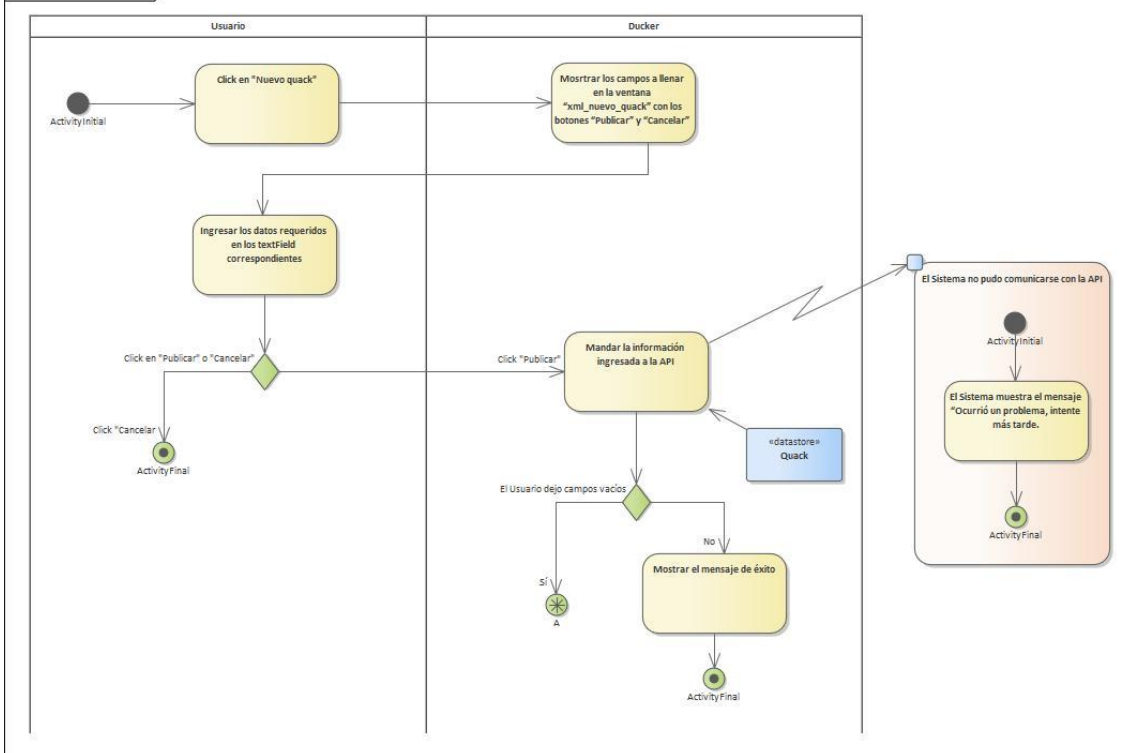 Usuario
Ducker
Click en "Nuevo quack"
ActivityInitial
Mosrtrar los campos a llenar
en la ventana
“xml_nuevo_quack” con los
botones “Publicar” y “Cancelar”
Ingresar los datos requeridos
en los textField
correspondientes
Click en "Publicar" o "Cancelar"
Click "Cancelar
ActivityFinal
Click "Publicar"
Mandar la información
ingresada a la API
«datastore»
Quack
El Usuario dejo campos vacíos
Sí
A
No
Mostrar el mensaje de éxito
ActivityFinal
El Sistema no pudo comunicarse con la API
ActivityInitial
El Sistema muestra el mensaje
“Ocurrió un problema, intente
más tarde.
ActivityFinal